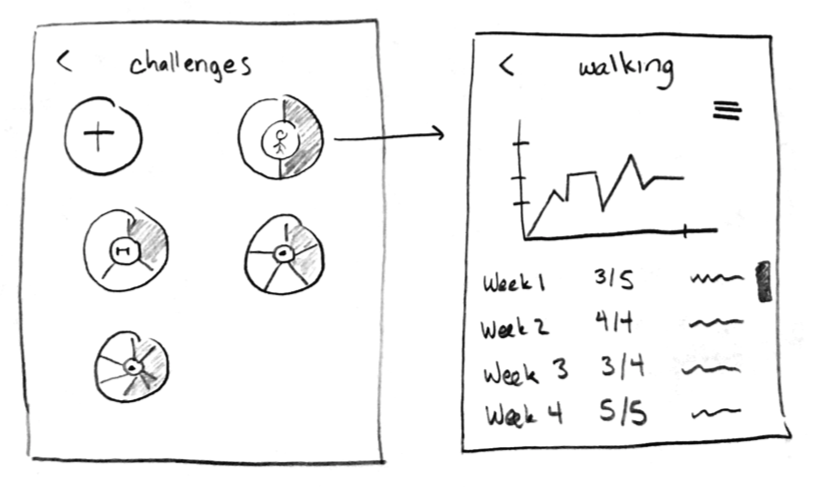 < challenges
+
H
< walking
Week 1 3/5
Week 2 4/4
Week 3 3/4
Week 4 5/5